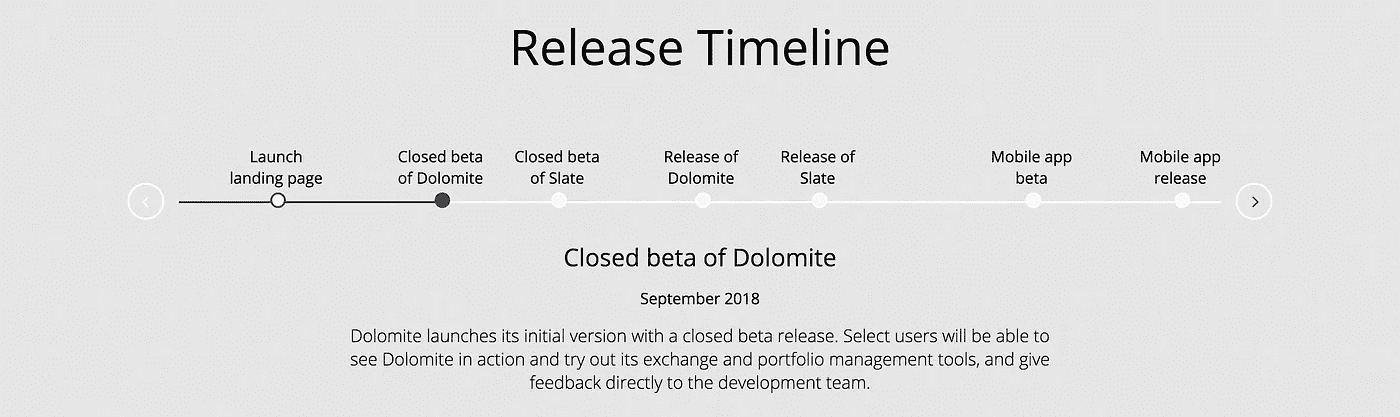 Release Timeline
Launch
landing page
Closed beta
of Dolomite
Closed beta
of Slate
Release of
Dolomite
Release of
Slate
Mobile app
beta
Mobile app
release
Closed beta of Dolomite
September 2018
Dolomite launches its initial version with a closed beta release. Select users will be able to
see Dolomite in action and try out its exchange and portfolio management tools, and give
feedback directly to the development team.